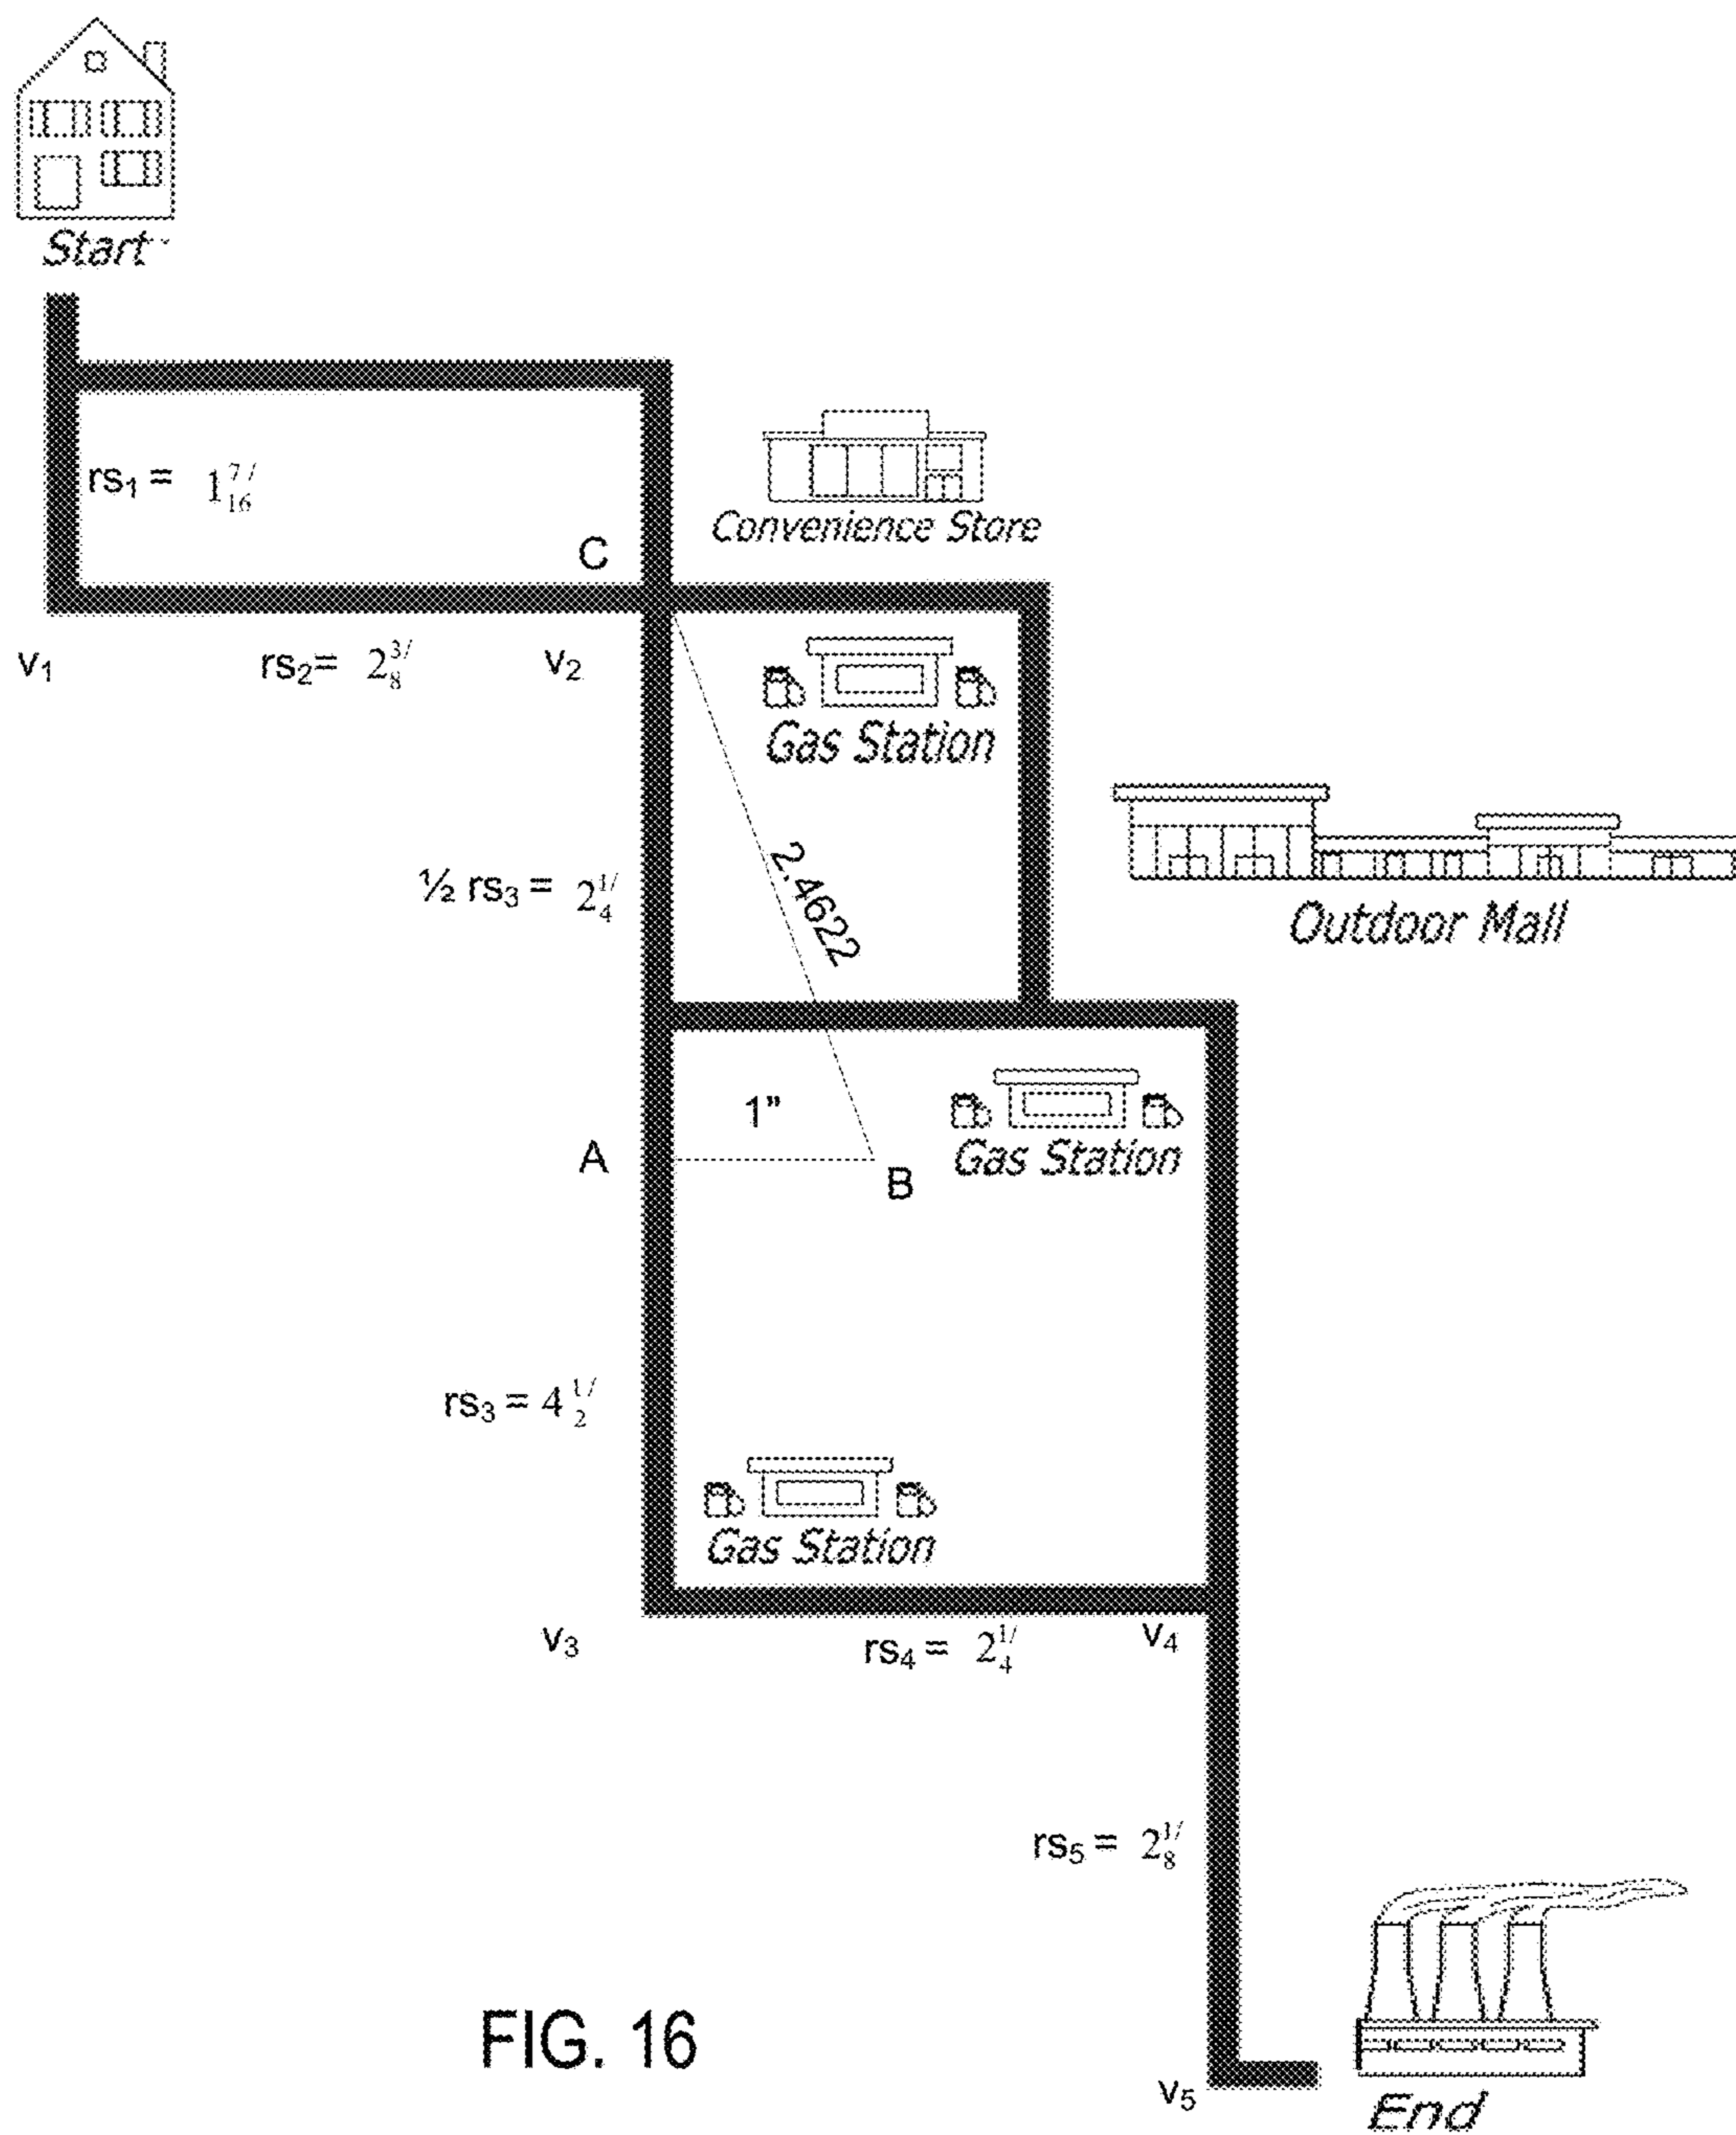 Start
rs₁ = 1 7/16
C
Convenience Store
v₁
rs₂= 2 3/8
v₂
Gas Station
½ rs₃ = 2 1/4
2.4622
Outdoor Mall
1”
A
B
Gas Station
rs₃ = 4 1/2
Gas Station
v₃
rs₄ = 2 1/4
v₄
rs₅ = 2 1/8
FIG. 16
v₅
End